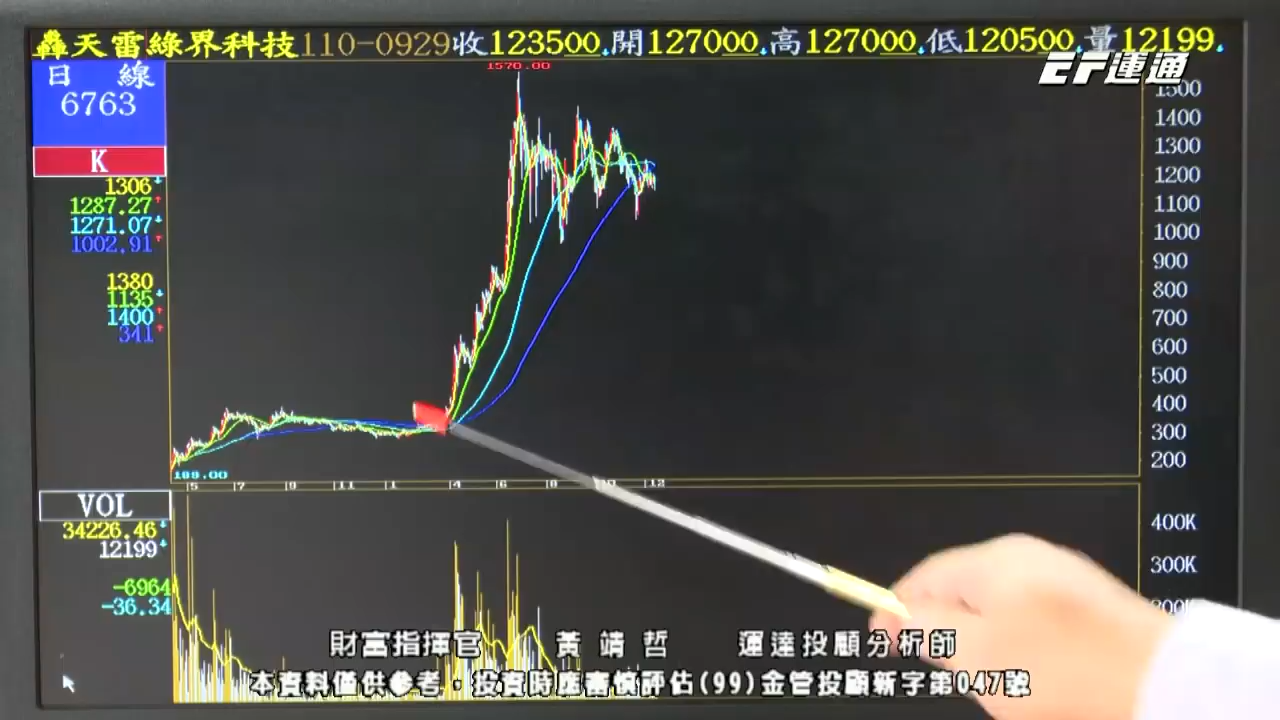 轟天雷綠界科技110-0929收123500.開127000.高127000.低120500.量12199.
EF運通
日 線
6763
K
1306
1287.27
1271.07
1002.91
1380
1135
1400
341
1570.00
1500
1400
1300
1200
1100
1000
900
800
700
600
500
400
300
200
189.00
5 7 9 11 1 4 6 8 10 12
VOL
34226.46
12199
-6964
-36.34
400K
300K
200K
財富指揮官 黃靖哲 運達投顧分析師
本資料僅供參考，投資時應審慎評估(99)金管投顧新字第047號